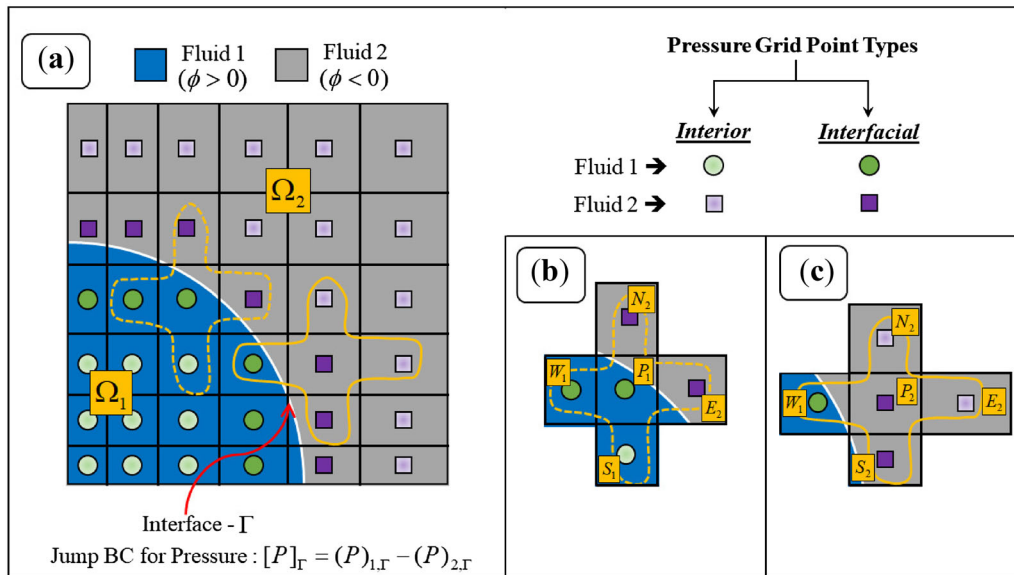 (a)
Fluid 1
(ϕ > 0)
Fluid 2
(ϕ < 0)
Ω₂
Ω₁
Interface - Γ
Jump BC for Pressure : [P]_Γ = (P)_{1,Γ} − (P)_{2,Γ}
Pressure Grid Point Types
Interior Interfacial
Fluid 1 ➔
Fluid 2 ➔
(b)
N₂
W₁ P₁
E₂
S₁
(c)
N₂
W₁ P₂ E₂
S₂